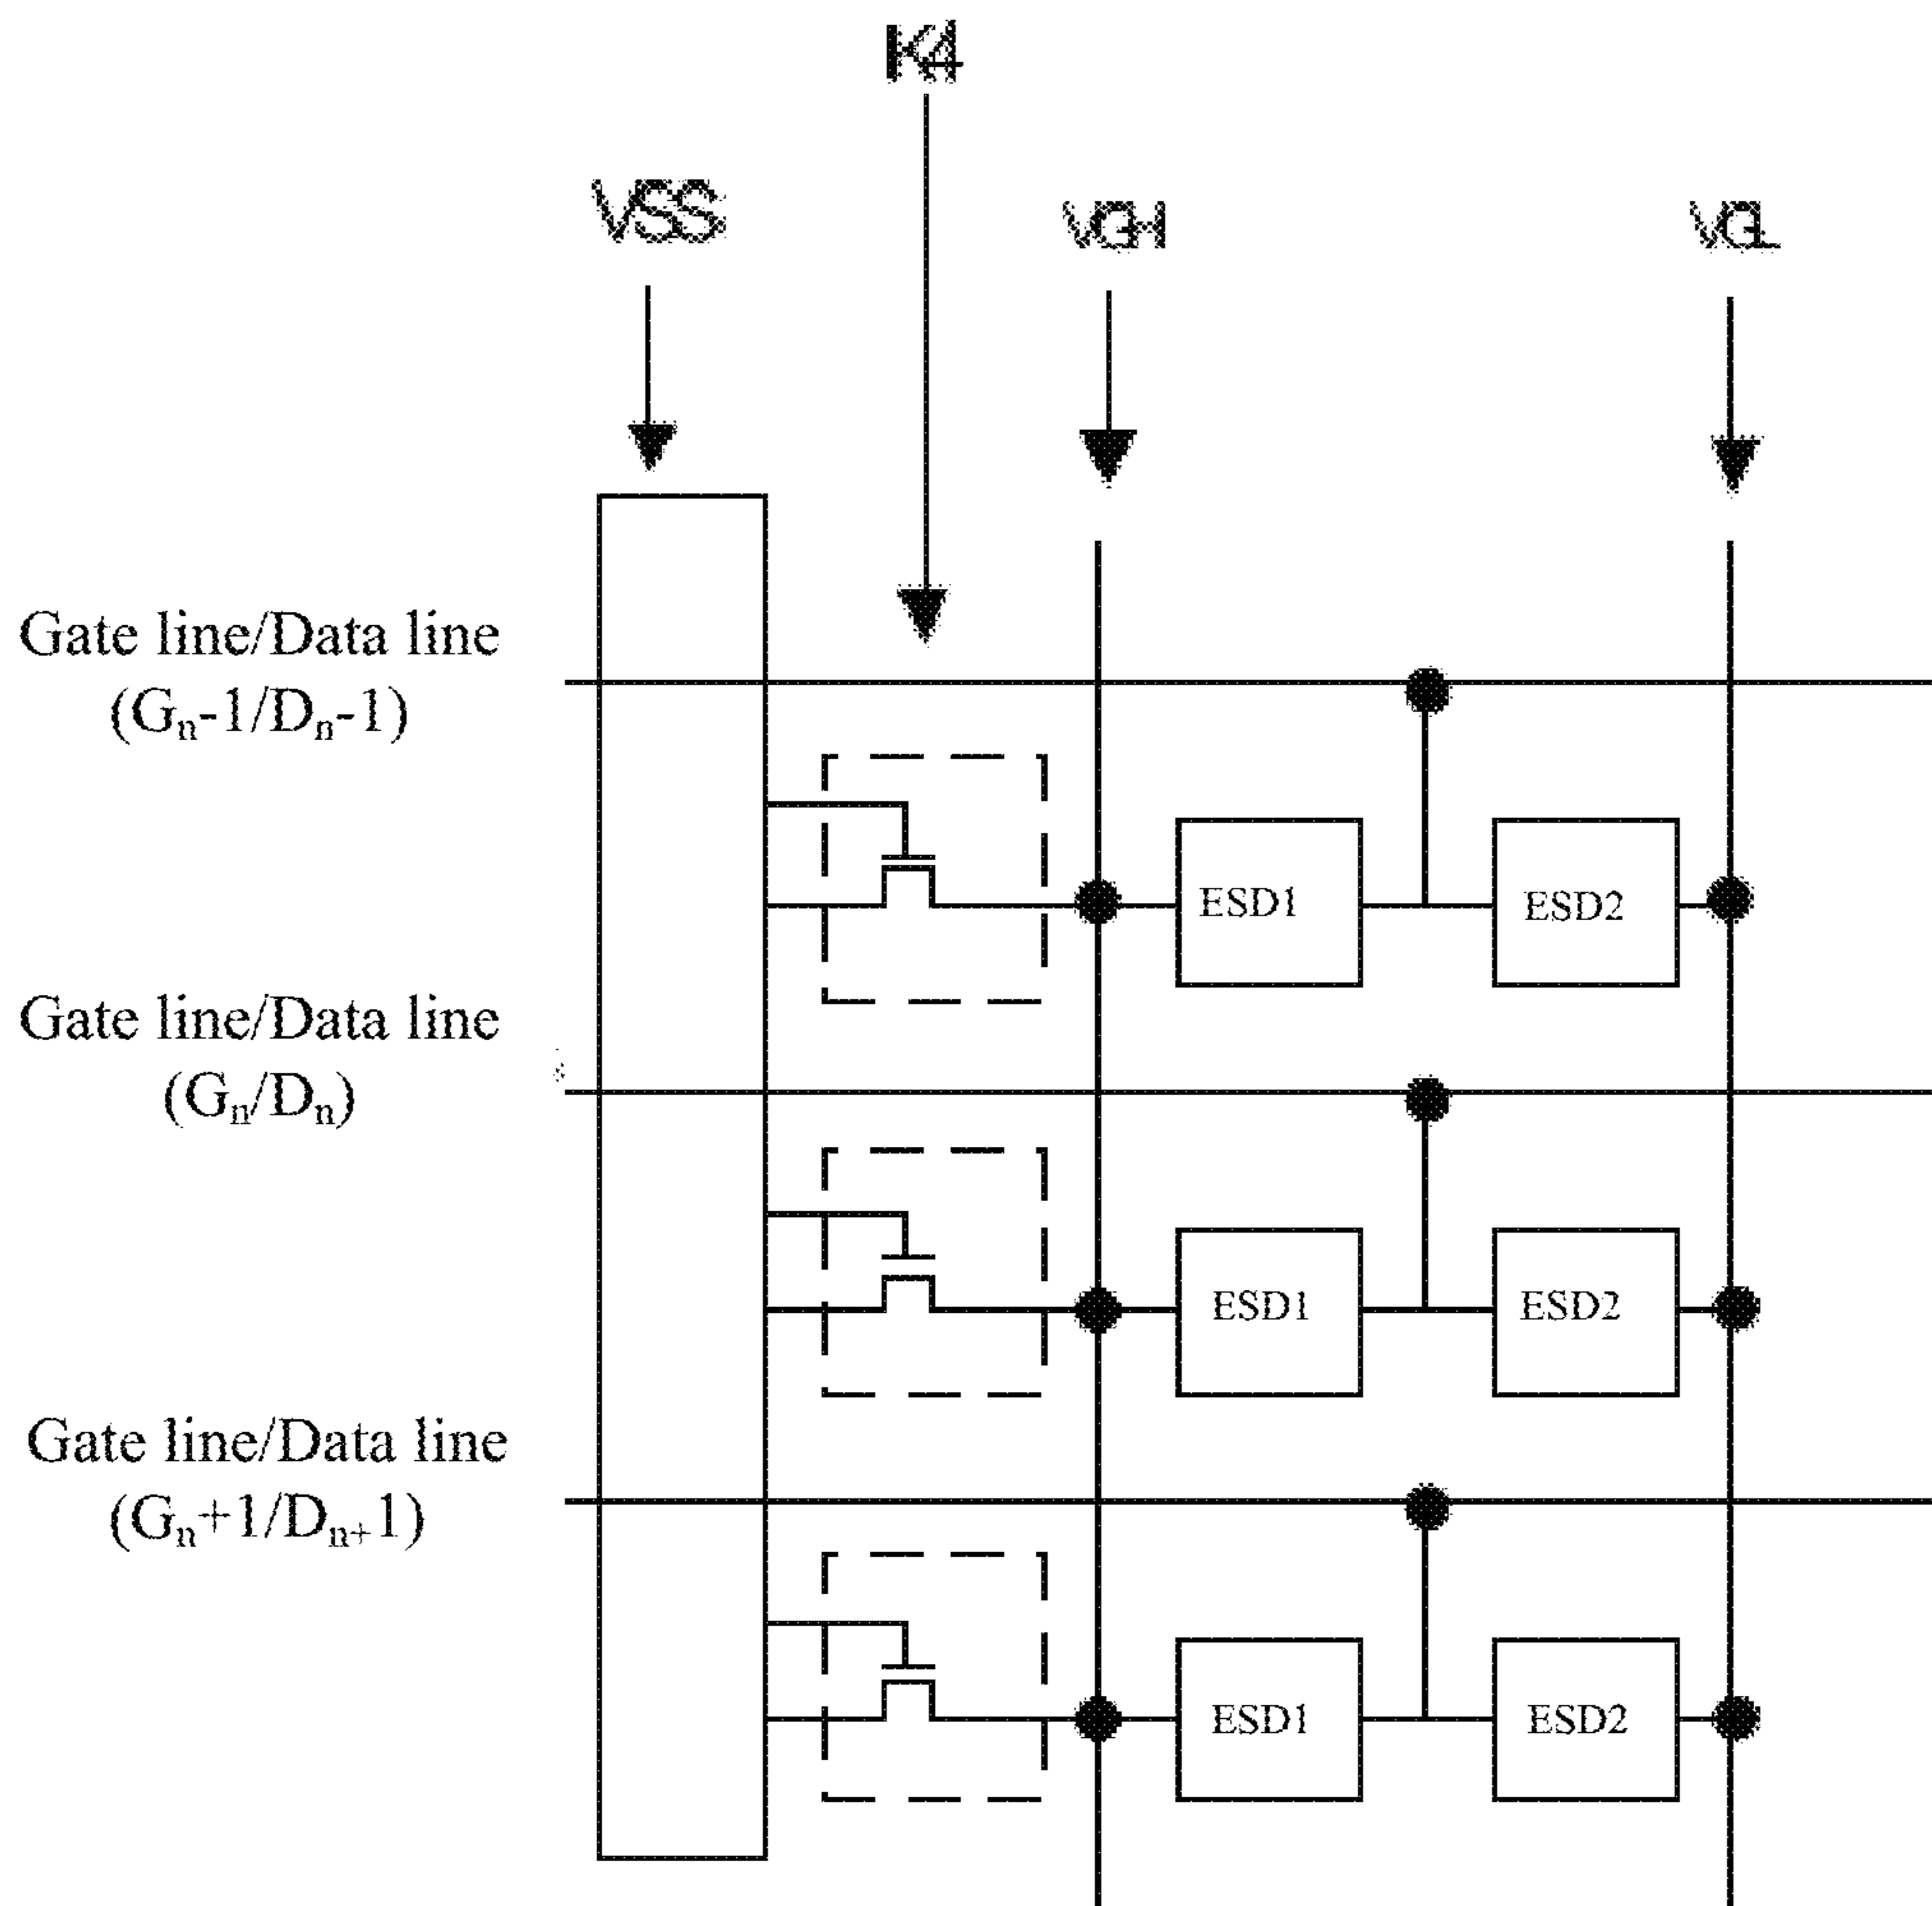 K4
VSS
VGH
VGL
Gate line/Data line
(Gₙ-1/Dₙ-1)
ESD1
ESD2
Gate line/Data line
(Gₙ/Dₙ)
ESD1
ESD2
Gate line/Data line
(Gₙ+1/Dₙ₊1)
ESD1
ESD2